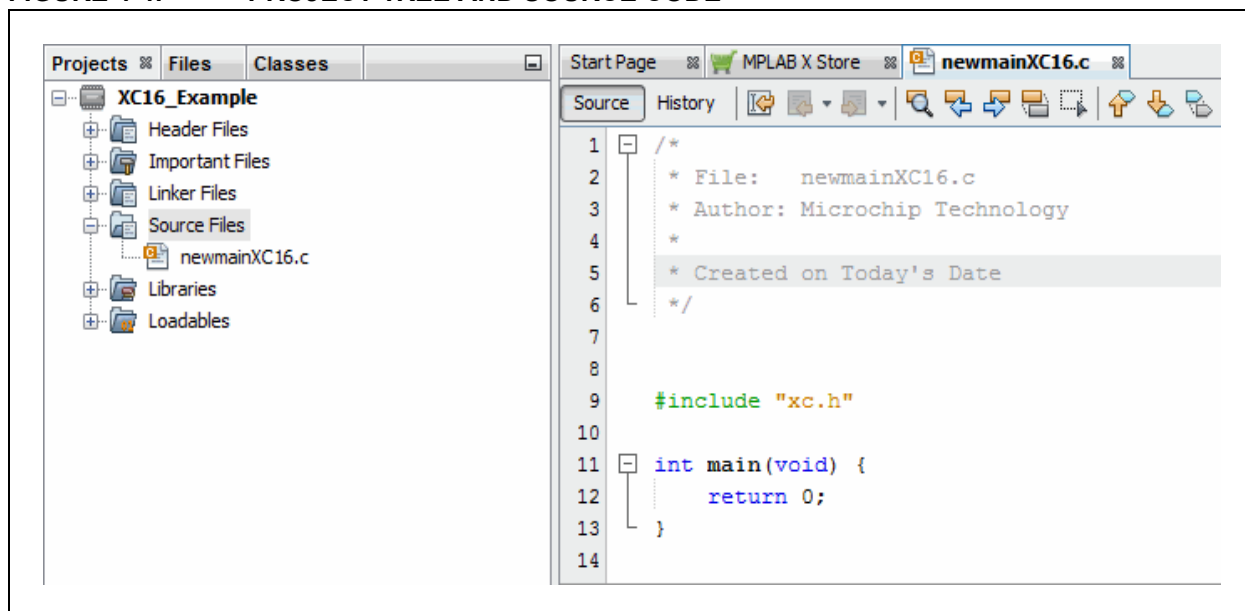 Projects Files Classes
XC16_Example
Header Files
Important Files
Linker Files
Source Files
newmainXC16.c
Libraries
Loadables
Start Page MPLAB X Store newmainXC16.c
Source History
1 /*
2 * File: newmainXC16.c
3 * Author: Microchip Technology
4 *
5 * Created on Today's Date
6 */
7
8
9 #include "xc.h"
10
11 int main(void) {
12 return 0;
13 }
14